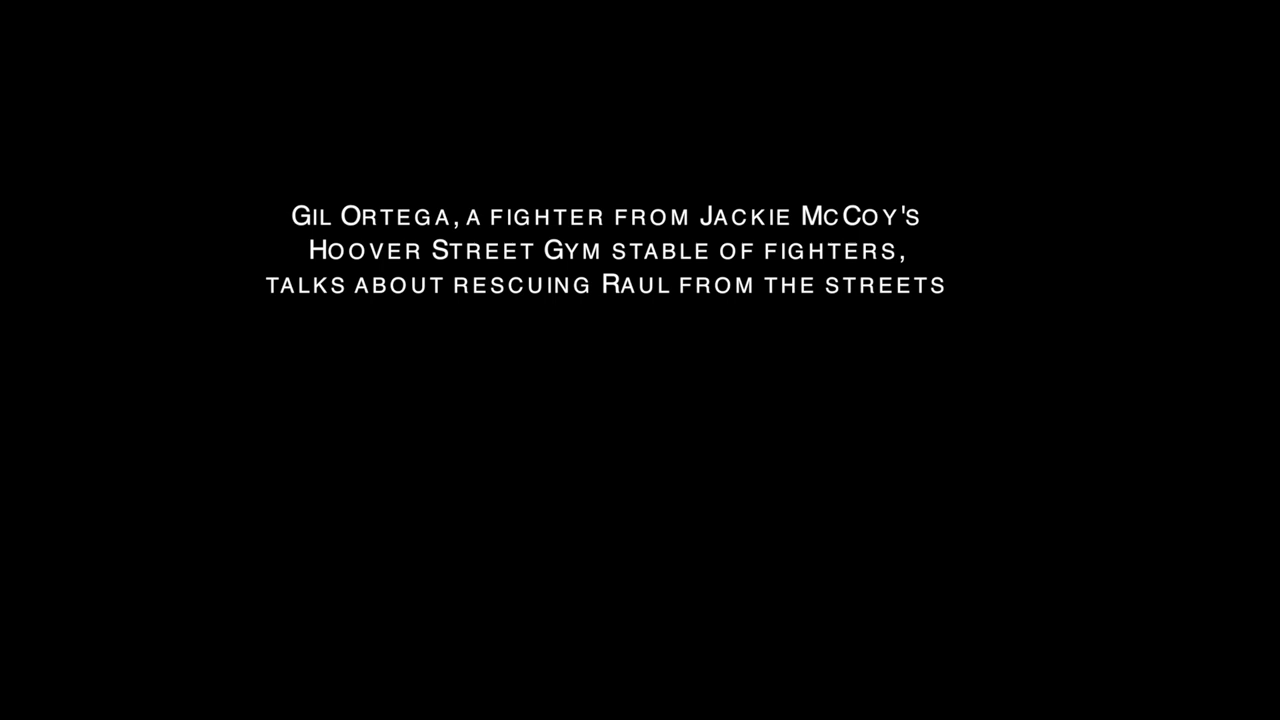 Gil Ortega, a fighter from Jackie McCoy's
Hoover Street Gym stable of fighters,
talks about rescuing Raul from the streets